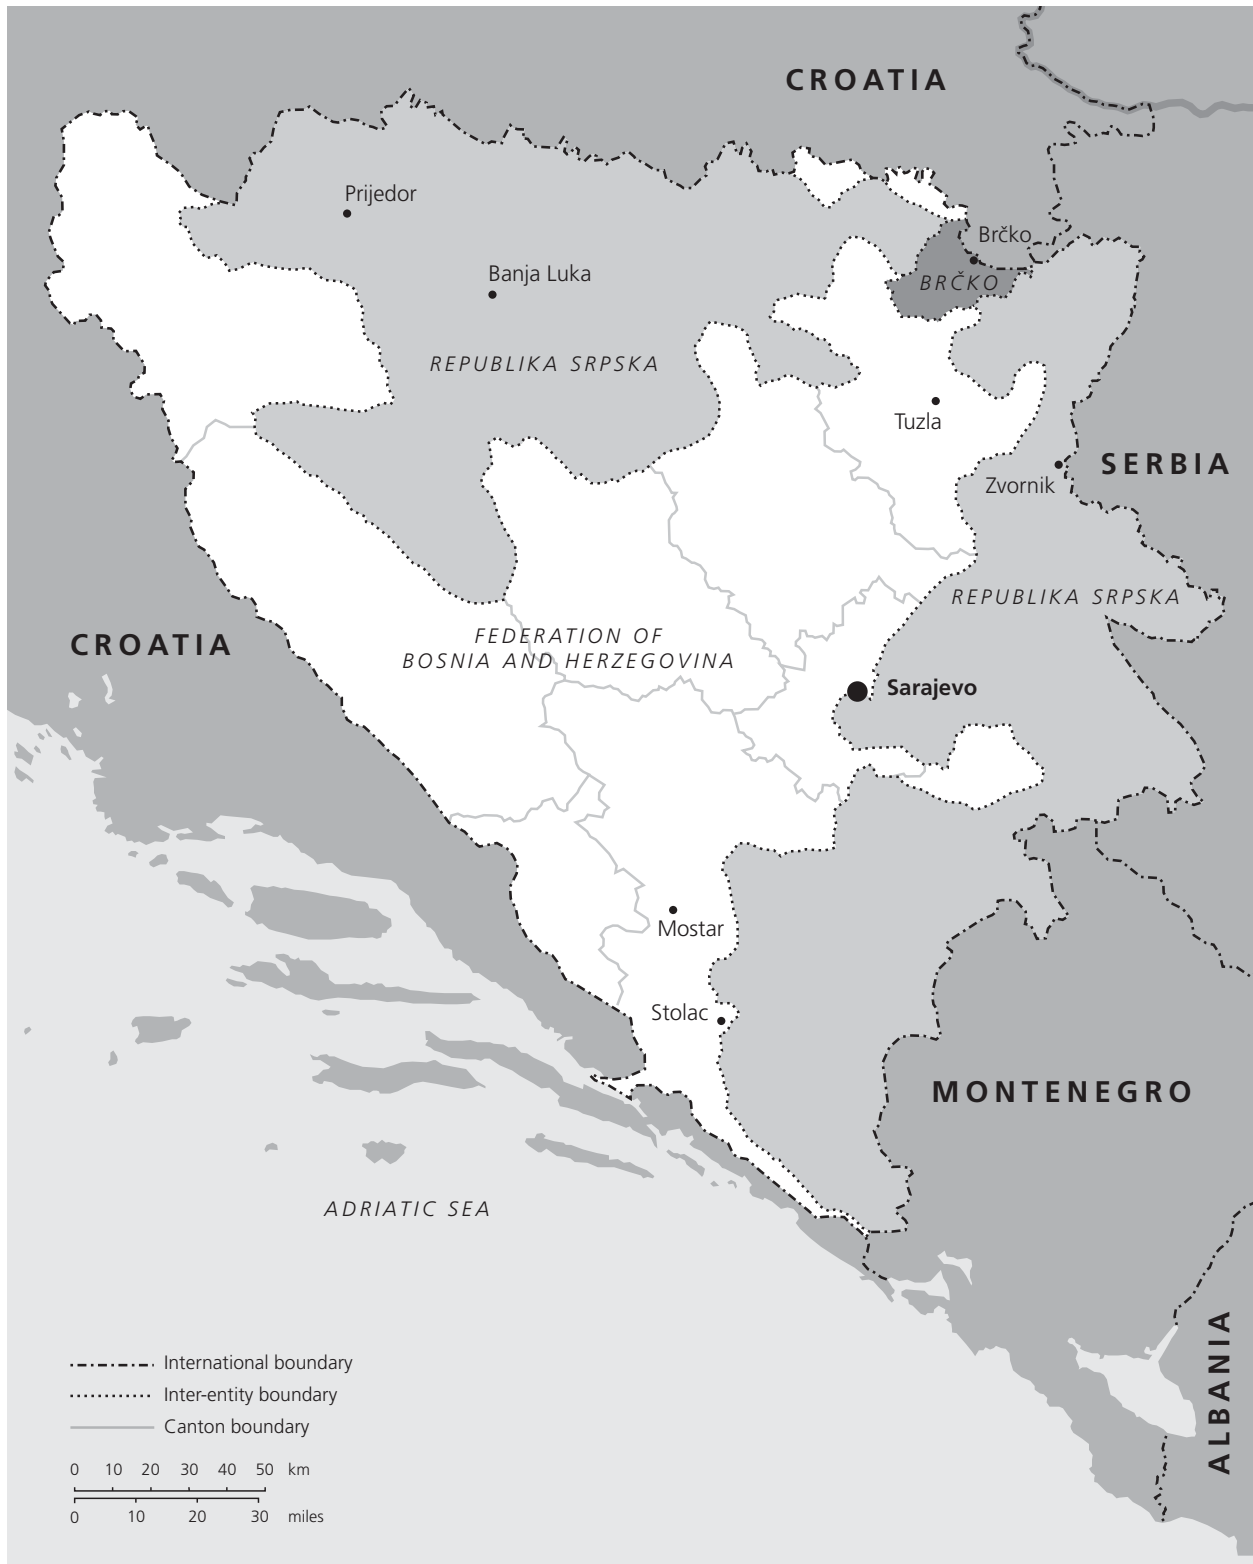 CROATIA
Prijedor
Brčko
Banja Luka
BRČKO
REPUBLIKA SRPSKA
Tuzla
SERBIA
Zvornik
REPUBLIKA SRPSKA
CROATIA
FEDERATION OF
BOSNIA AND HERZEGOVINA
Sarajevo
Mostar
Stolac
MONTENEGRO
ADRIATIC SEA
ALBANIA
International boundary
Inter-entity boundary
Canton boundary
0 10 20 30 40 50 km
0 10 20 30 miles